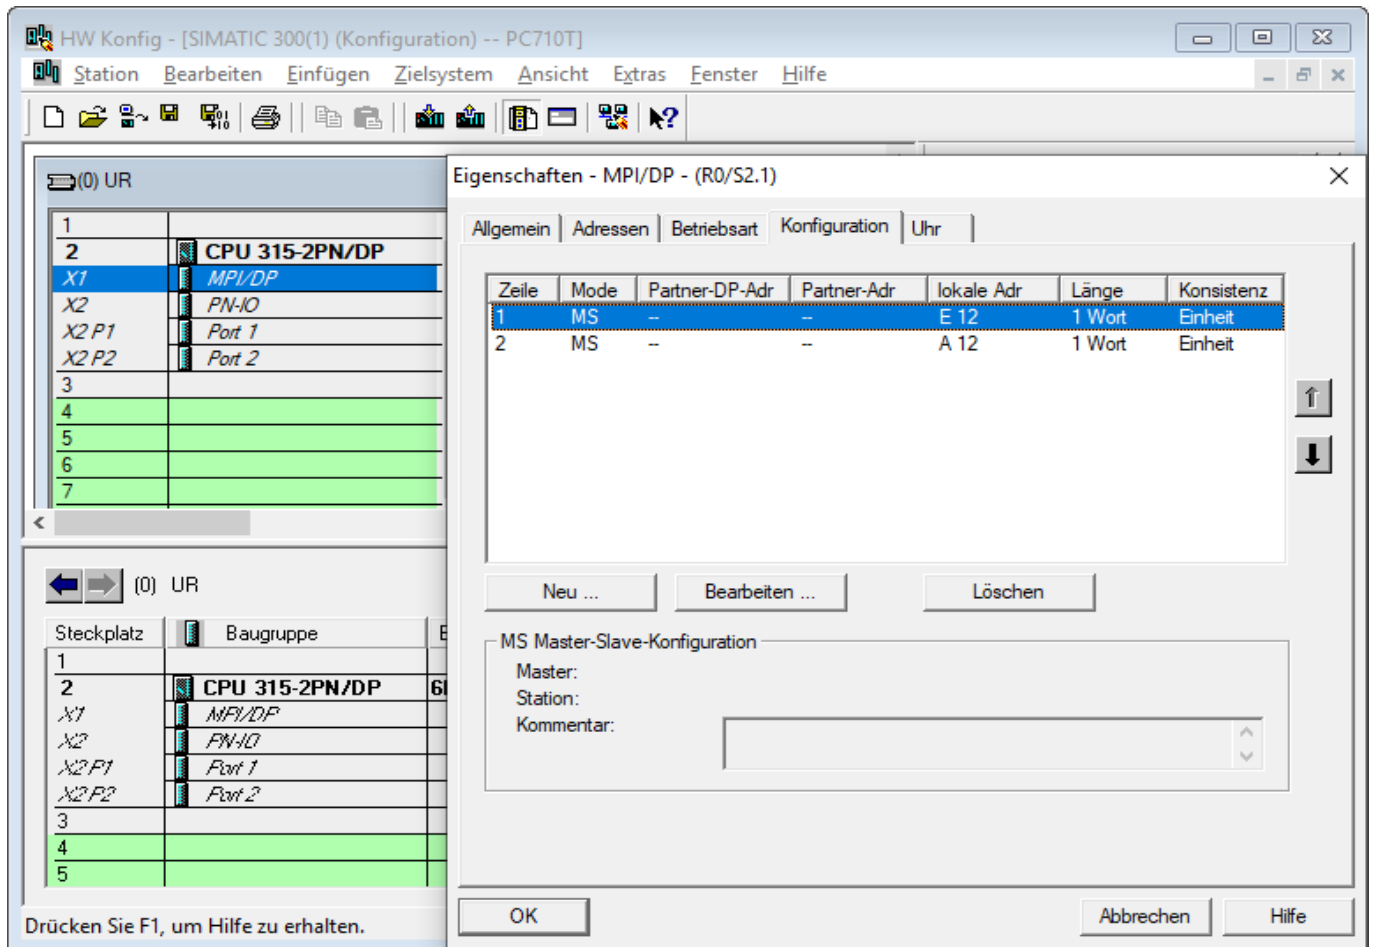 HW Konfig - [SIMATIC 300(1) (Konfiguration) -- PC710T]
Station Bearbeiten Einfügen Zielsystem Ansicht Extras Fenster Hilfe
(0) UR
1
2 CPU 315-2PN/DP
X1 MPI/DP
X2 PN-IO
X2 P1 Port 1
X2 P2 Port 2
3
4
5
6
7
Eigenschaften - MPI/DP - (R0/S2.1)
Allgemein Adressen Betriebsart Konfiguration Uhr
Zeile Mode Partner-DP-Adr Partner-Adr lokale Adr Länge Konsistenz
1 MS -- -- E 12 1 Wort Einheit
2 MS -- -- A 12 1 Wort Einheit
Neu ... Bearbeiten ... Löschen
MS Master-Slave-Konfiguration
Master:
Station:
Kommentar:
OK Abbrechen Hilfe
(0) UR
Steckplatz Baugruppe
1
2 CPU 315-2PN/DP
X1 MPI/DP
X2 PN-IO
X2 P1 Port 1
X2 P2 Port 2
3
4
5
Drücken Sie F1, um Hilfe zu erhalten.